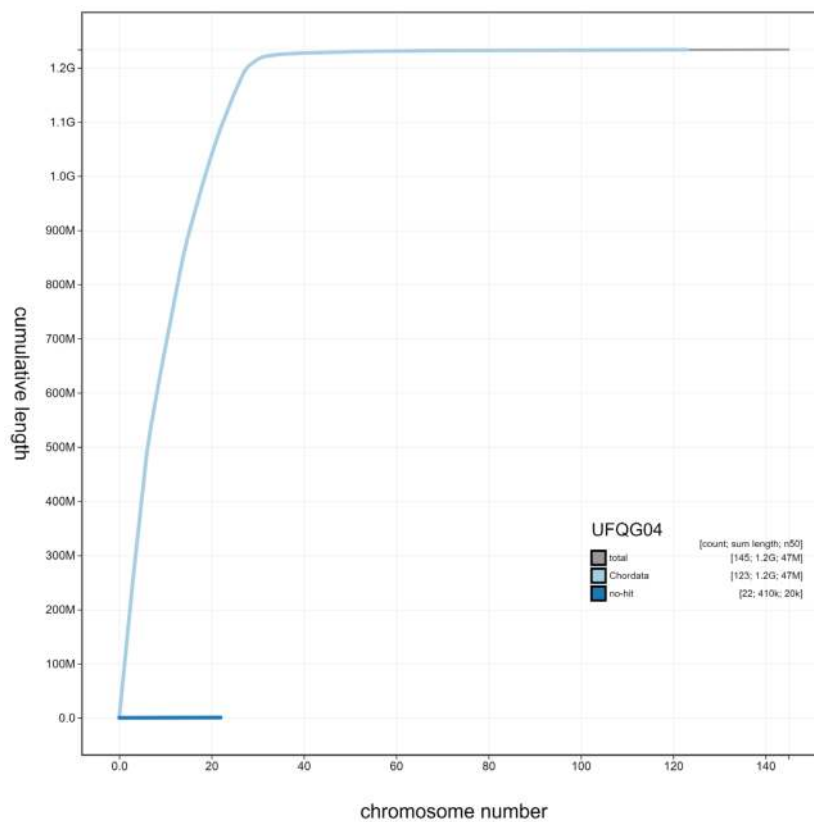 1.2G
1.1G
1.0G
900M
800M
700M
600M
500M
400M
300M
200M
100M
0.0
cumulative length
0.0 20 40 60 80 100 120 140
chromosome number
UFQG04
[count; sum length; n50]
total [145; 1.2G; 47M]
Chordata [123; 1.2G; 47M]
no-hit [22; 410k; 20k]